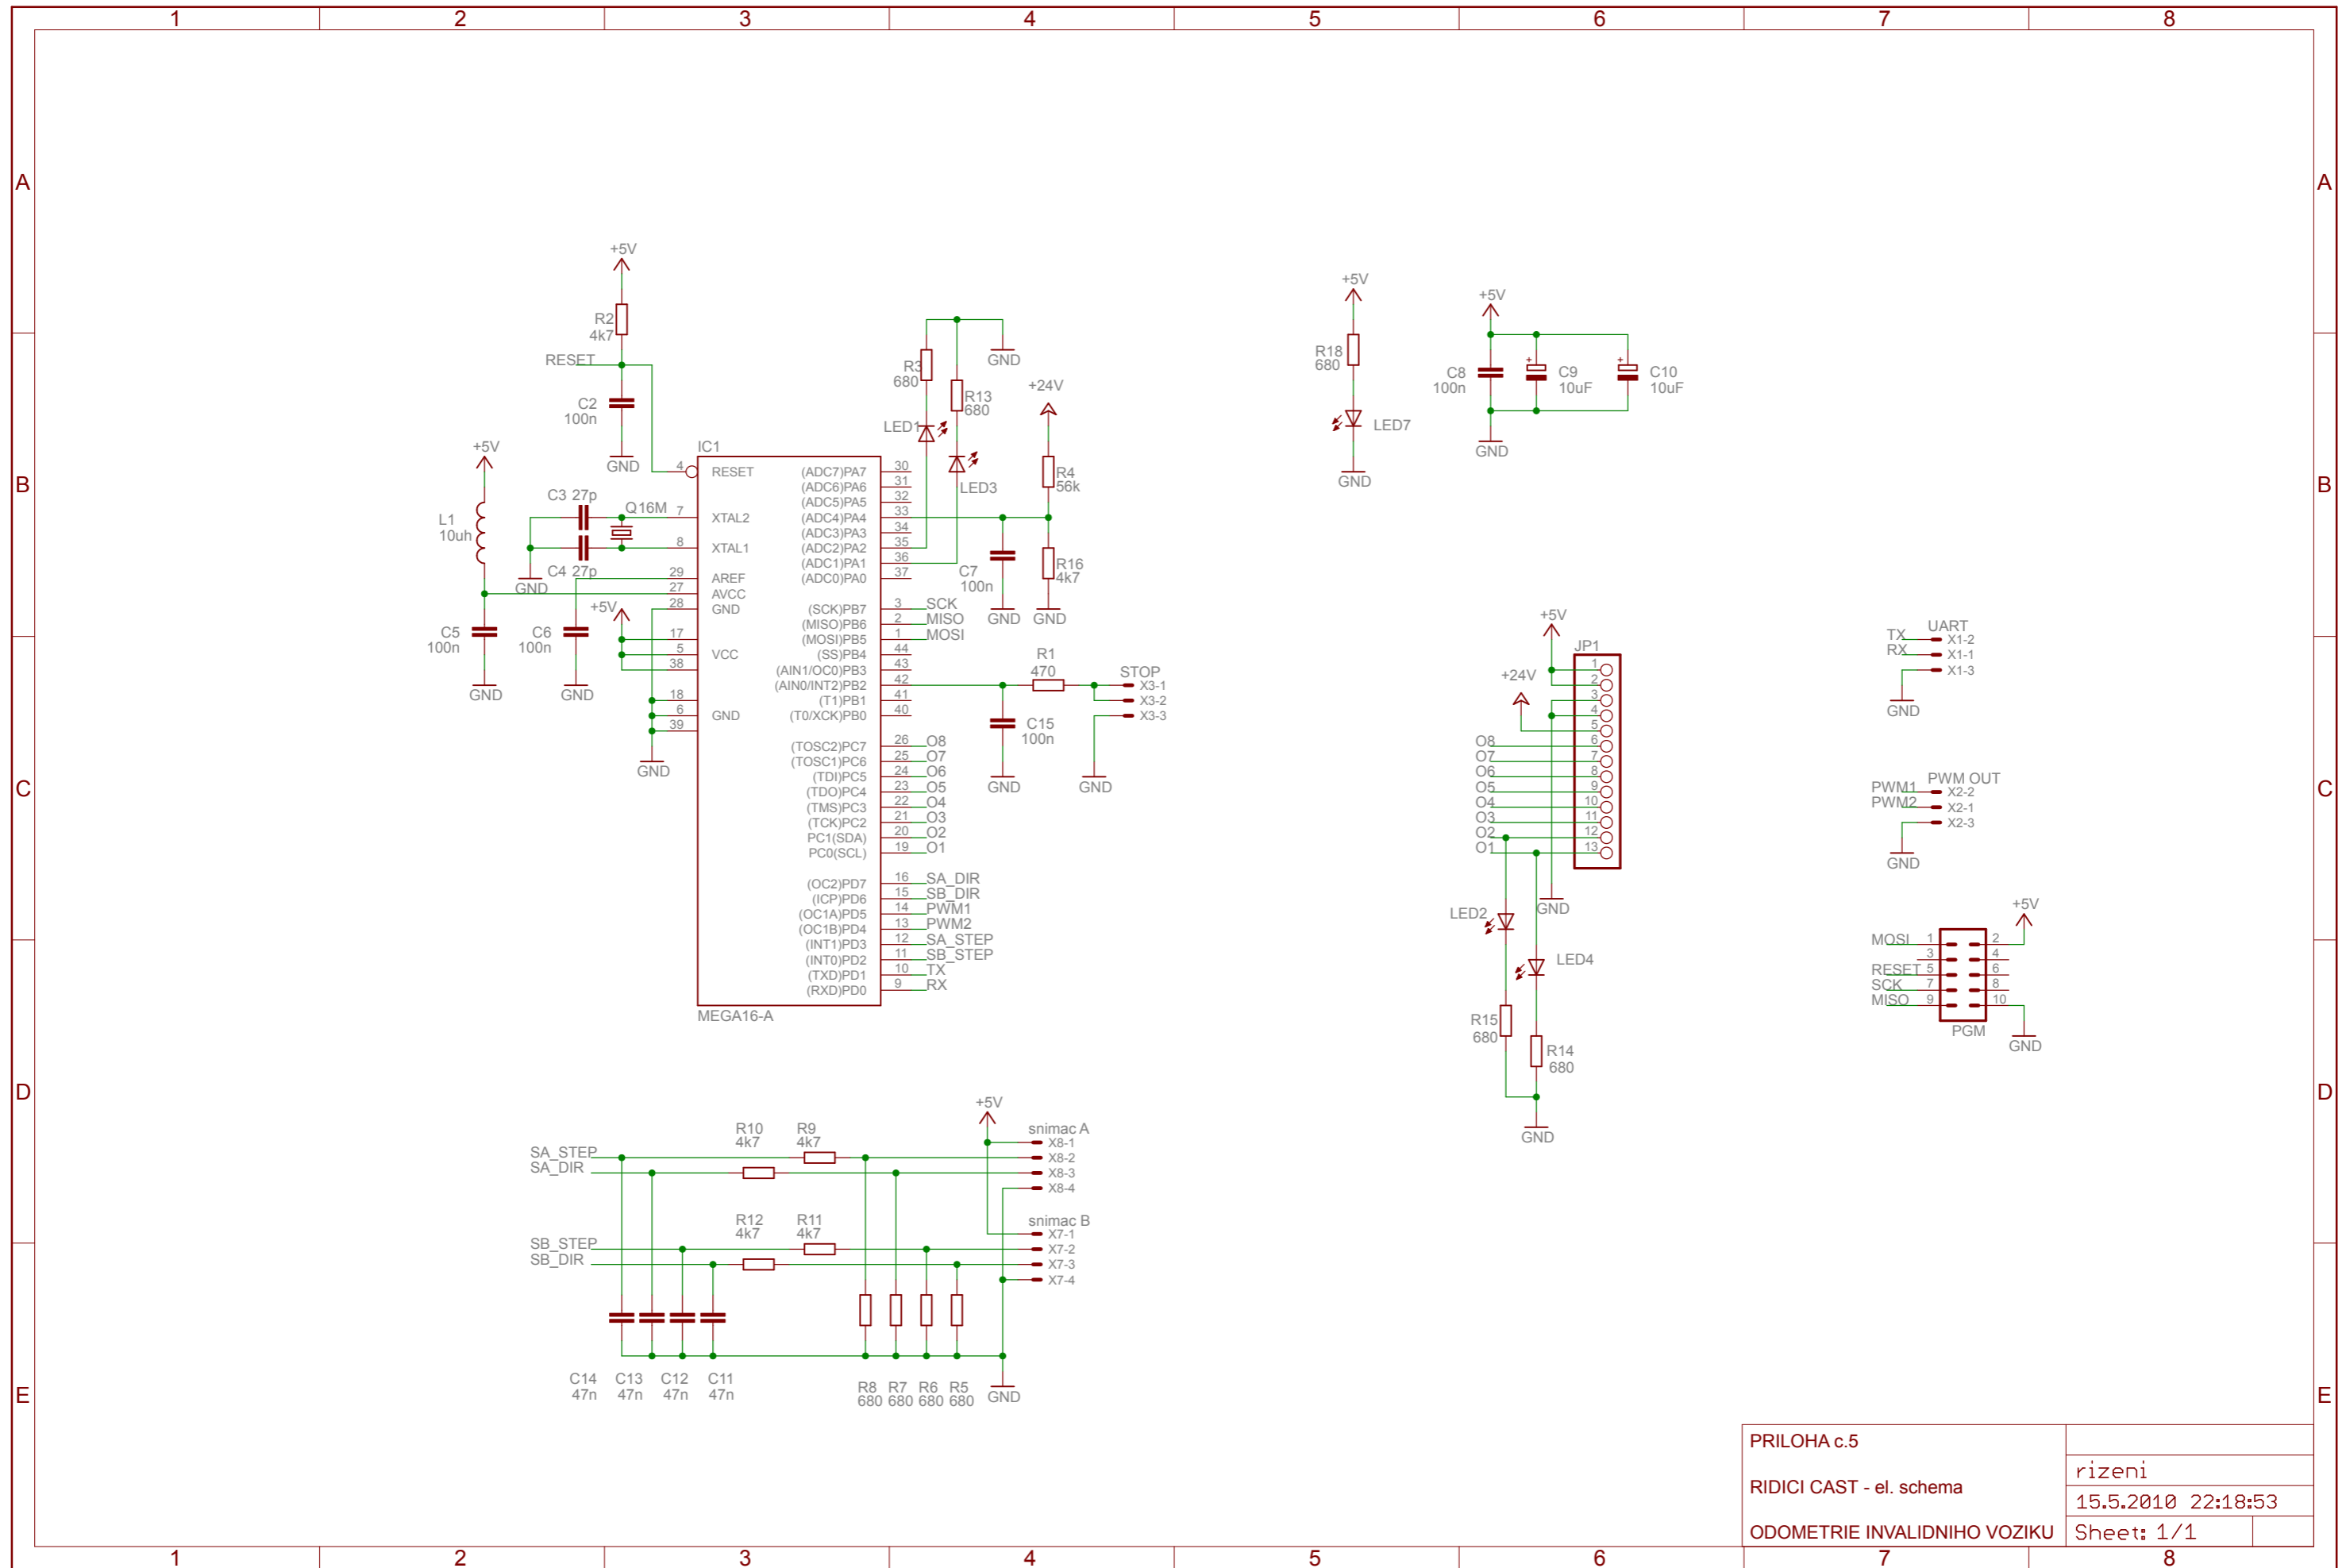 1 2 3 4 5 6 7 8
A A
+5V
R2
4k7
RESET
C2
100n
GND
+5V
L1
10uh
C3 27p
Q16M
C4 27p
GND
C5
100n
GND
C6
100n
GND
+5V
GND
R3
680
R13
680
GND
LED1
LED3
+24V
R4
56k
R16
4k7
C7
100n
GND GND
B B
IC1
4 RESET
7 XTAL2
8 XTAL1
29 AREF
27 AVCC
28 GND
17
5 VCC
38
18
6 GND
39
(ADC7)PA7 30
(ADC6)PA6 31
(ADC5)PA5 32
(ADC4)PA4 33
(ADC3)PA3 34
(ADC2)PA2 35
(ADC1)PA1 36
(ADC0)PA0 37
(SCK)PB7 3 SCK
(MISO)PB6 2 MISO
(MOSI)PB5 1 MOSI
(SS)PB4 44
(AIN1/OC0)PB3 43
(AIN0/INT2)PB2 42
(T1)PB1 41
(T0/XCK)PB0 40
(TOSC2)PC7 26 O8
(TOSC1)PC6 25 O7
(TDI)PC5 24 O6
(TDO)PC4 23 O5
(TMS)PC3 22 O4
(TCK)PC2 21 O3
PC1(SDA) 20 O2
PC0(SCL) 19 O1
(OC2)PD7 16 SA_DIR
(ICP)PD6 15 SB_DIR
(OC1A)PD5 14 PWM1
(OC1B)PD4 13 PWM2
(INT1)PD3 12 SA_STEP
(INT0)PD2 11 SB_STEP
(TXD)PD1 10 TX
(RXD)PD0 9 RX
MEGA16-A
R1
470
STOP
X3-1
X3-2
X3-3
C15
100n
GND GND
+5V
R18
680
LED7
GND
+5V
C8
100n
C9
10uF
C10
10uF
+ +
GND
C C
+5V
JP1
+24V
1
2
3
4
5
O8 6
O7 7
O6 8
O5 9
O4 10
O3 11
O2 12
O1 13
GND
LED2
LED4
R15
680
R14
680
GND
UART
TX X1-2
RX X1-1
X1-3
GND
PWM OUT
PWM1 X2-2
PWM2 X2-1
X2-3
GND
+5V
MOSI 1 2
3 4
RESET 5 6
SCK 7 8
MISO 9 10
PGM
GND
D D
+5V
R10
4k7
R9
4k7
snimac A
X8-1
SA_STEP X8-2
SA_DIR X8-3
X8-4
R12
4k7
R11
4k7
snimac B
X7-1
SB_STEP X7-2
SB_DIR X7-3
X7-4
C14 C13 C12 C11
47n 47n 47n 47n
R8 R7 R6 R5
680 680 680 680
GND
E E
PRILOHA c.5
RIDICI CAST - el. schema
ODOMETRIE INVALIDNIHO VOZIKU
rizeni
15.5.2010 22:18:53
Sheet: 1/1
1 2 3 4 5 6 7 8